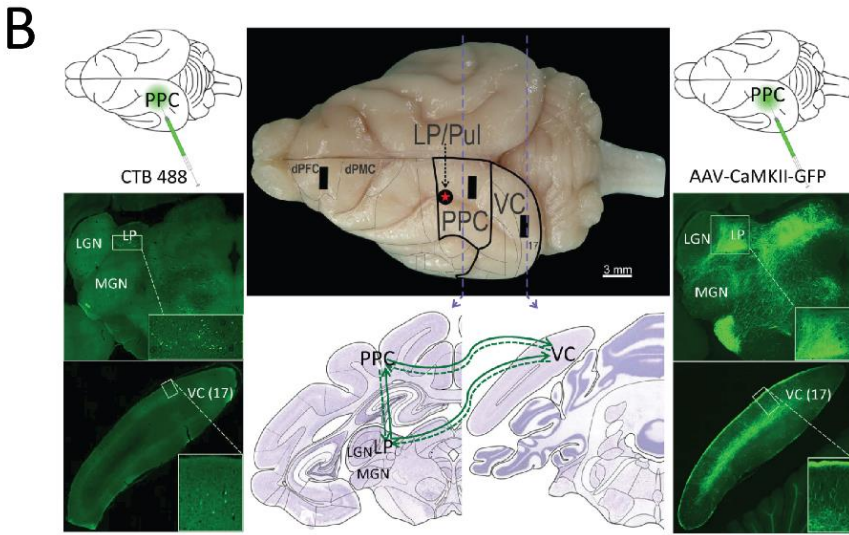 B
PPC
CTB 488
LGN
LP
MGN
VC (17)
LP/Pul
dPFC
dPMC
PPC
VC
17
3 mm
PPC
VC
LGN
LP
MGN
PPC
AAV-CaMKII-GFP
LGN
LP
MGN
VC (17)